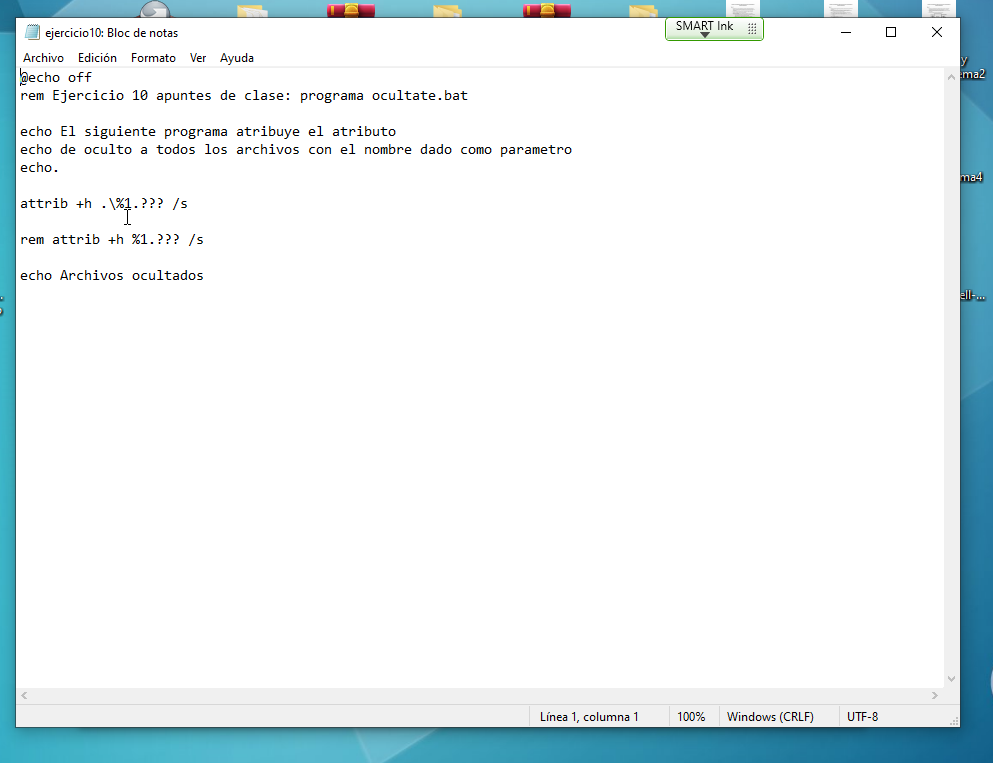 SMART Ink
ejercicio10: Bloc de notas
Archivo Edición Formato Ver Ayuda
@echo off
rem Ejercicio 10 apuntes de clase: programa ocultate.bat
echo El siguiente programa atribuye el atributo
echo de oculto a todos los archivos con el nombre dado como parametro
echo.
attrib +h .\%1.??? /s
rem attrib +h %1.??? /s
echo Archivos ocultados
Línea 1, columna 1 100% Windows (CRLF) UTF-8
y
ema2
ma4
ell-...